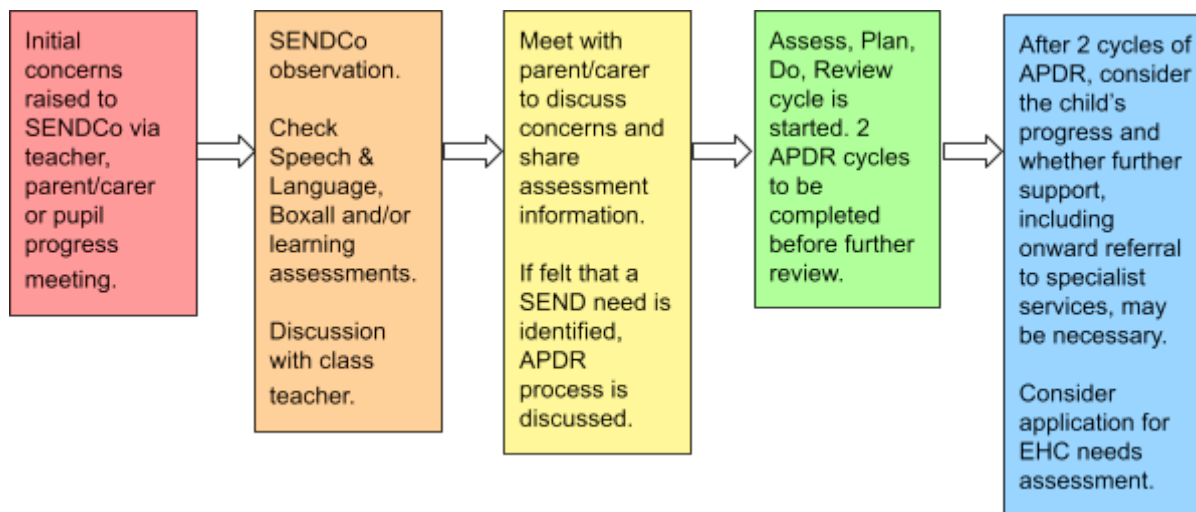 Initial
concerns
raised to
SENDCo via
teacher,
parent/carer
or pupil
progress
meeting.
SENDCo
observation.
Check
Speech &
Language,
Boxall and/or
learning
assessments.
Discussion
with class
teacher.
Meet with
parent/carer
to discuss
concerns and
share
assessment
information.
If felt that a
SEND need is
identified,
APDR
process is
discussed.
Assess, Plan,
Do, Review
cycle is
started. 2
APDR cycles
to be
completed
before further
review.
After 2 cycles of
APDR, consider
the child's
progress and
whether further
support,
including
onward referral
to specialist
services, may
be necessary.
Consider
application for
EHC needs
assessment.